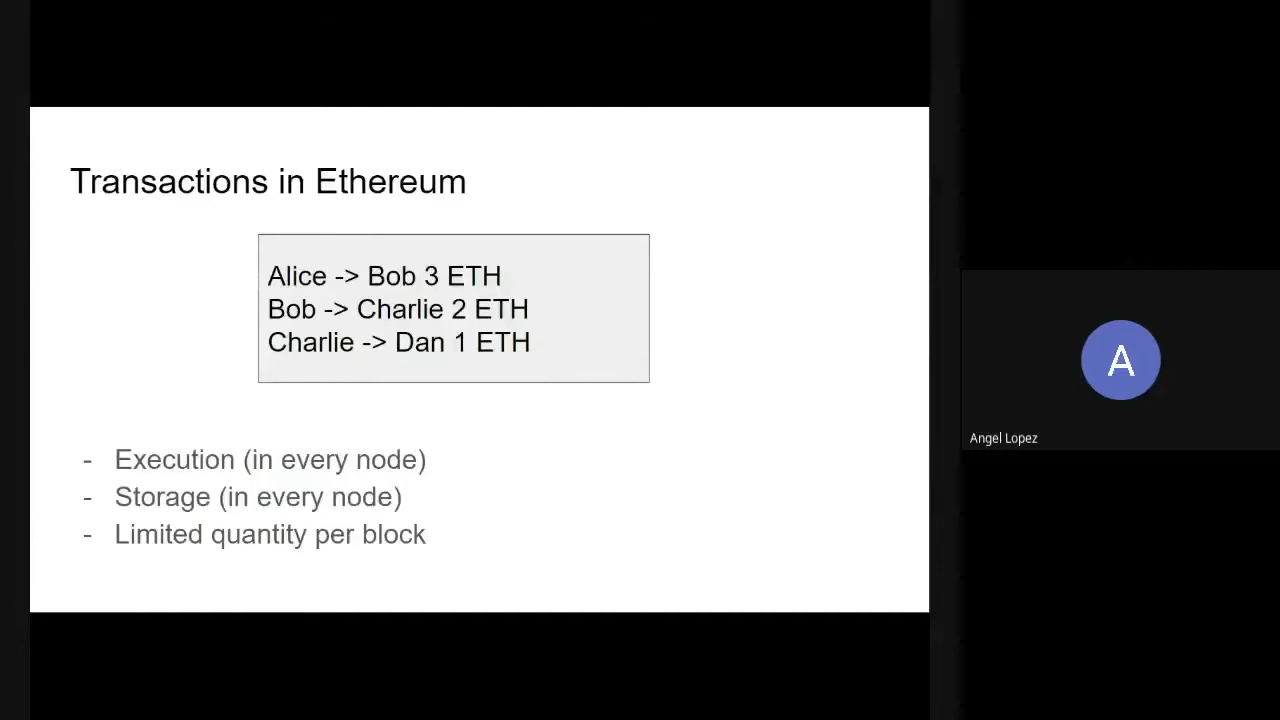 Transactions in Ethereum
Alice -> Bob 3 ETH
Bob -> Charlie 2 ETH
Charlie -> Dan 1 ETH
- Execution (in every node)
- Storage (in every node)
- Limited quantity per block
A
Angel Lopez